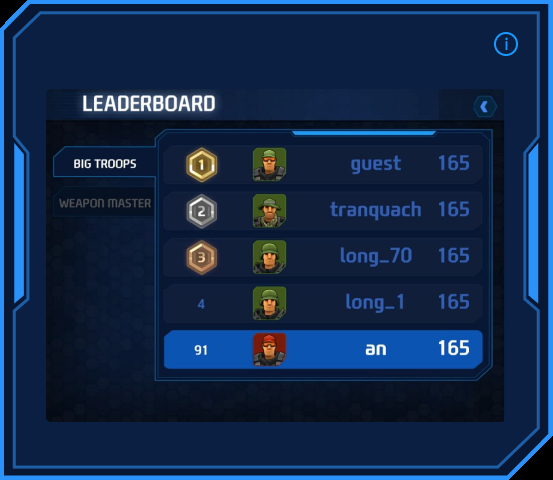 LEADERBOARD
BIG TROOPS
WEAPON MASTER
1 guest 165
2 tranquach 165
3 long_70 165
4 long_1 165
91 an 165